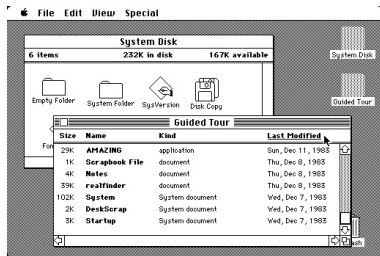 File Edit View Special
System Disk
6 items 232K in disk 167K available
System Disk
Empty Folder System Folder SysVersion Disk Copy
Guided Tour
Guided Tour
Size Name Kind Last Modified
29K AMAZING application Sun, Dec 11, 1983
1K Scrapbook File document Thu, Dec 8, 1983
4K Notes document Thu, Dec 8, 1983
39K realfinder document Thu, Dec 8, 1983
102K System System document Wed, Dec 7, 1983
2K DeskScrap System document Wed, Dec 7, 1983
3K Startup System document Wed, Dec 7, 1983